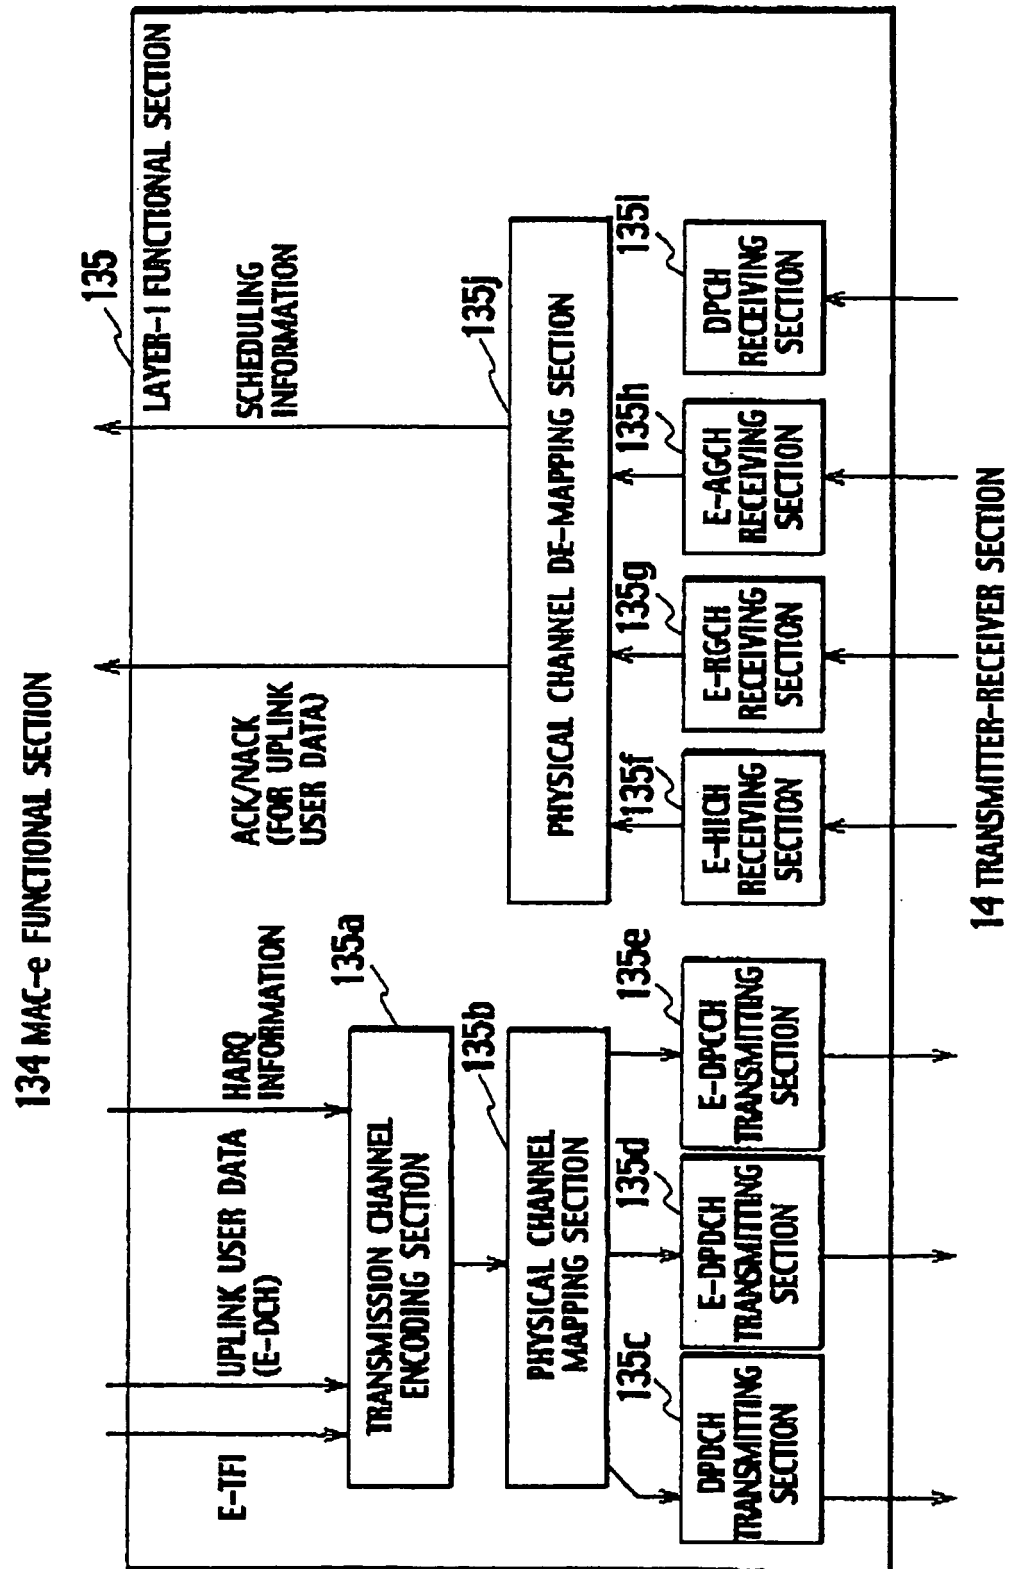 134 MAC-e FUNCTIONAL SECTION
135
LAYER-1 FUNCTIONAL SECTION
E-TFI
UPLINK USER DATA
(E-DCH)
HARQ
INFORMATION
ACK/NACK
(FOR UPLINK
USER DATA)
SCHEDULING
INFORMATION
135a
TRANSMISSION CHANNEL
ENCODING SECTION
135b
PHYSICAL CHANNEL
MAPPING SECTION
135j
PHYSICAL CHANNEL DE-MAPPING SECTION
135c
DPDCH
TRANSMITTING
SECTION
135d
E-DPDCH
TRANSMITTING
SECTION
135e
E-DPCCH
TRANSMITTING
SECTION
135f
E-HICH
RECEIVING
SECTION
135g
E-RGCH
RECEIVING
SECTION
135h
E-AGCH
RECEIVING
SECTION
135i
DPCH
RECEIVING
SECTION
14 TRANSMITTER-RECEIVER SECTION